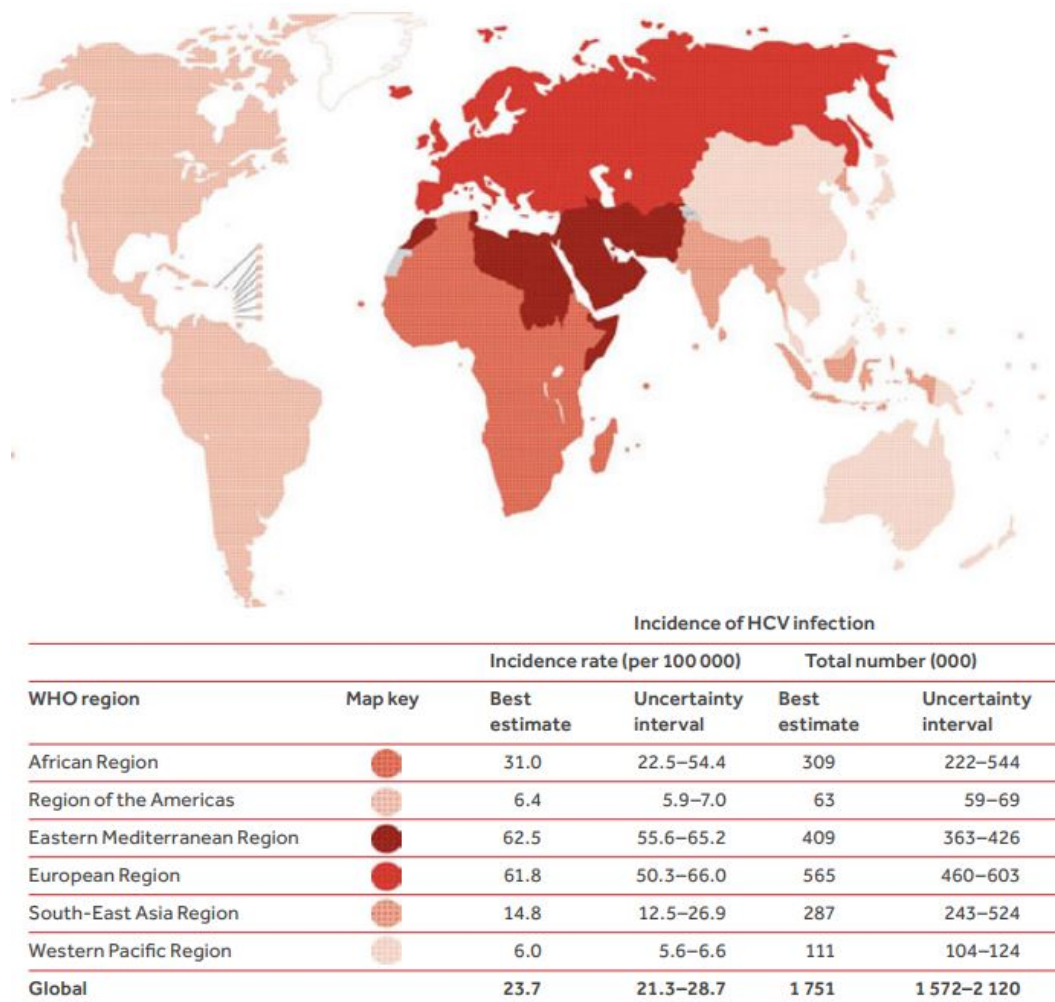 Incidence of HCV infection
Incidence rate (per 100 000) Total number (000)
WHO region Map key Best estimate Uncertainty interval Best estimate Uncertainty interval
African Region 31.0 22.5–54.4 309 222–544
Region of the Americas 6.4 5.9–7.0 63 59–69
Eastern Mediterranean Region 62.5 55.6–65.2 409 363–426
European Region 61.8 50.3–66.0 565 460–603
South-East Asia Region 14.8 12.5–26.9 287 243–524
Western Pacific Region 6.0 5.6–6.6 111 104–124
Global 23.7 21.3–28.7 1 751 1 572–2 120